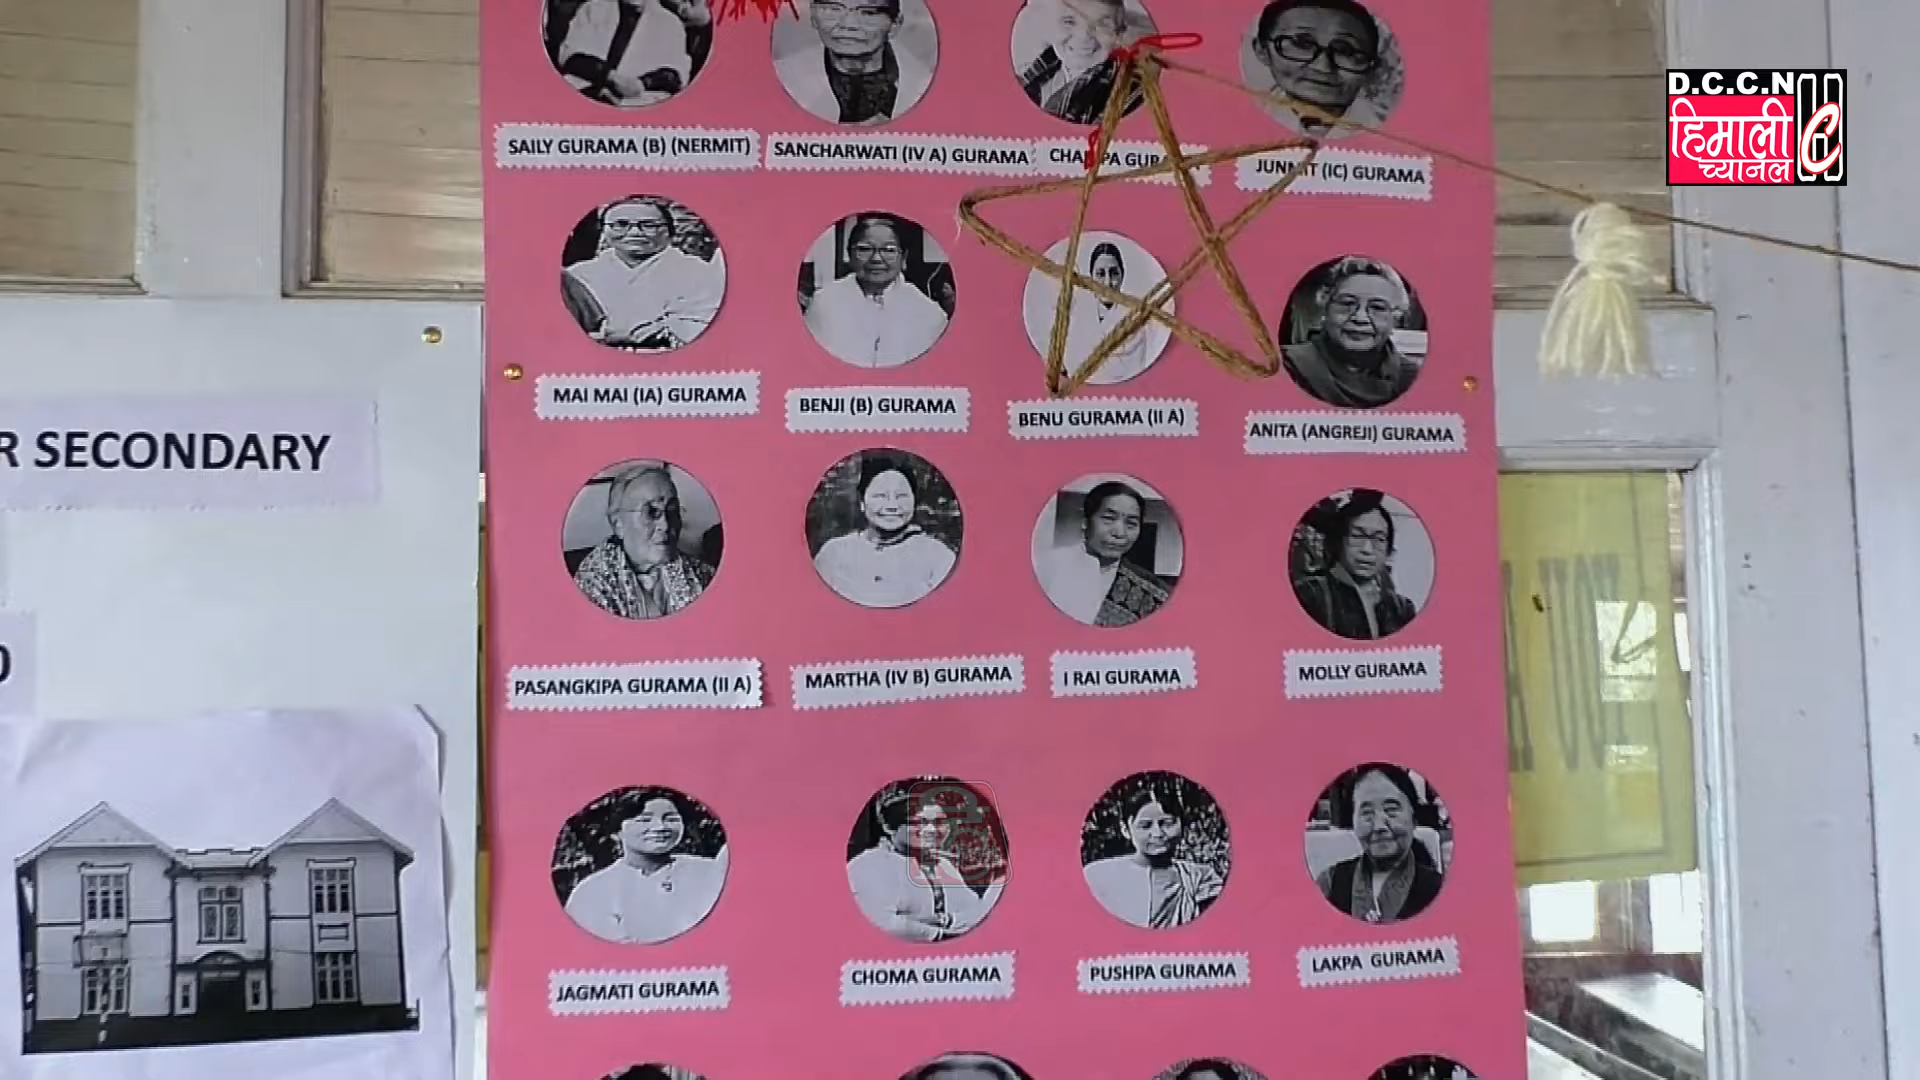 D.C.C.N
हिमाली
च्यानल
SAILY GURAMA (B) (NERMIT)
SANCHARWATI (IV A) GURAMA
JUNMIT (IC) GURAMA
MAI MAI (IA) GURAMA
BENJI (B) GURAMA
BENU GURAMA (II A)
ANITA (ANGREJI) GURAMA
R SECONDARY
PASANGKIPA GURAMA (II A)
MARTHA (IV B) GURAMA
I RAI GURAMA
MOLLY GURAMA
JAGMATI GURAMA
CHOMA GURAMA
PUSHPA GURAMA
LAKPA GURAMA